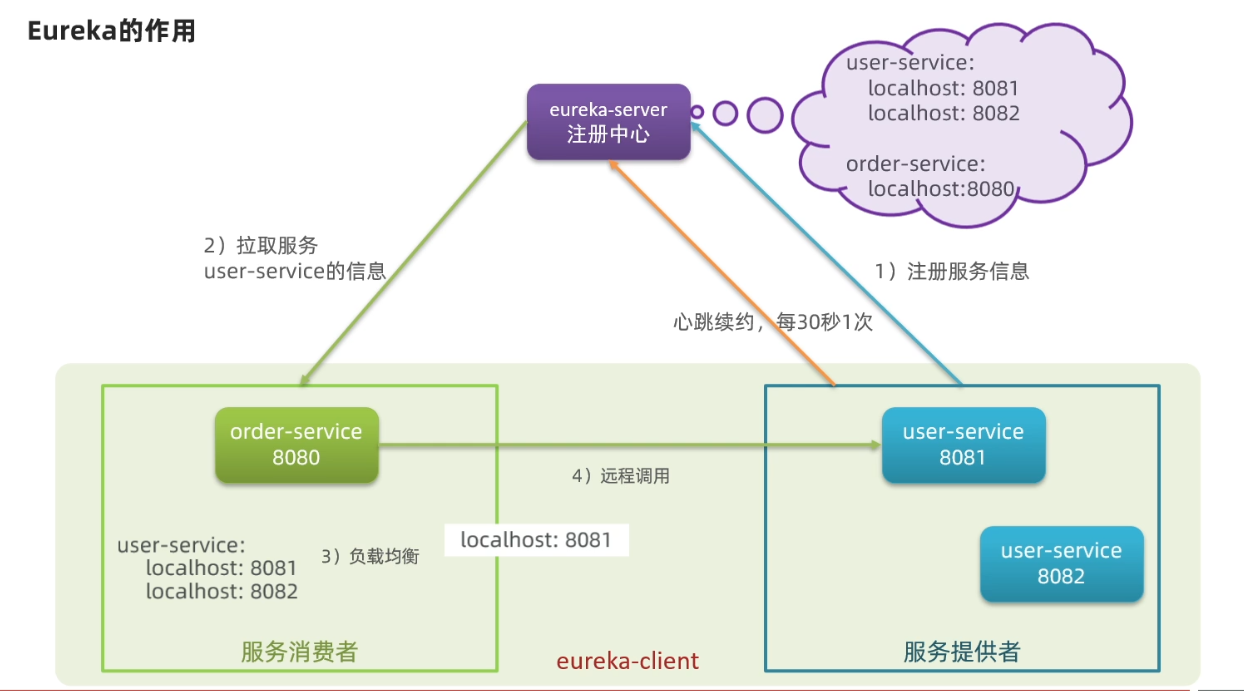 Eureka的作用
eureka-server
注册中心
user-service:
localhost: 8081
localhost: 8082
order-service:
localhost:8080
2）拉取服务
user-service的信息
1）注册服务信息
心跳续约，每30秒1次
order-service
8080
user-service
8081
4）远程调用
user-service:
localhost: 8081
localhost: 8082
3）负载均衡
localhost: 8081
user-service
8082
服务消费者
eureka-client
服务提供者